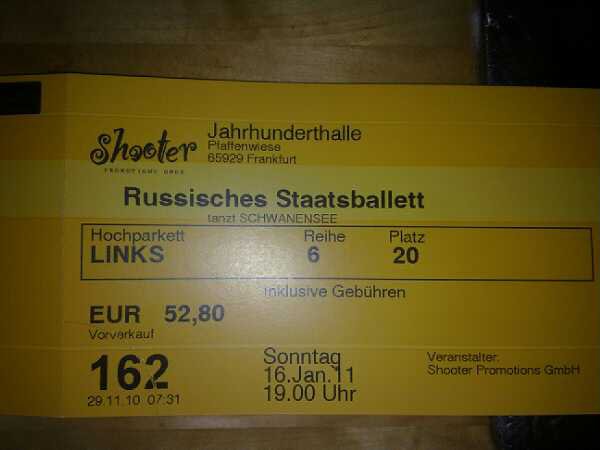 Shooter
PROMOTIONS GMBH
Jahrhunderthalle
Pfaffenwiese
65929 Frankfurt
Russisches Staatsballett
tanzt SCHWANENSEE
Hochparkett Reihe Platz
LINKS 6 20
inklusive Gebühren
EUR 52,80
Vorverkauf
162
29.11.10 07:31
Sonntag
16.Jan.11
19.00 Uhr
Veranstalter:
Shooter Promotions GmbH